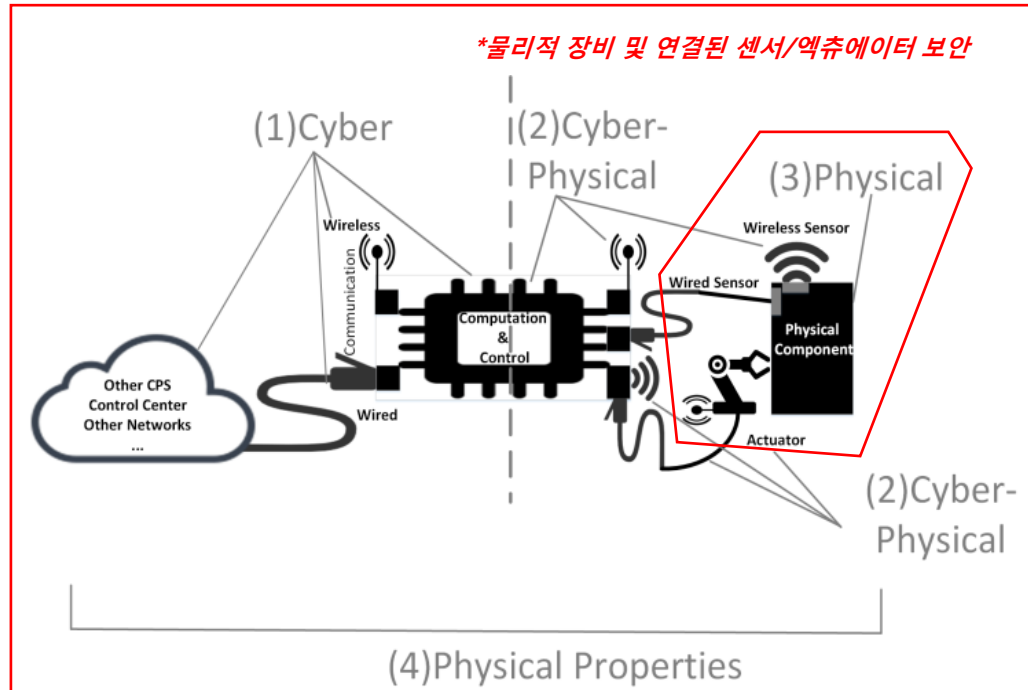 *물리적 장비 및 연결된 센서/엑츄에이터 보안
(1)Cyber
(2)Cyber-
Physical
(3)Physical
Wireless
Wireless Sensor
Communication
Wired Sensor
Computation
&
Control
Physical
Component
Other CPS
Control Center
Other Networks
...
Wired
Actuator
(2)Cyber-
Physical
(4)Physical Properties